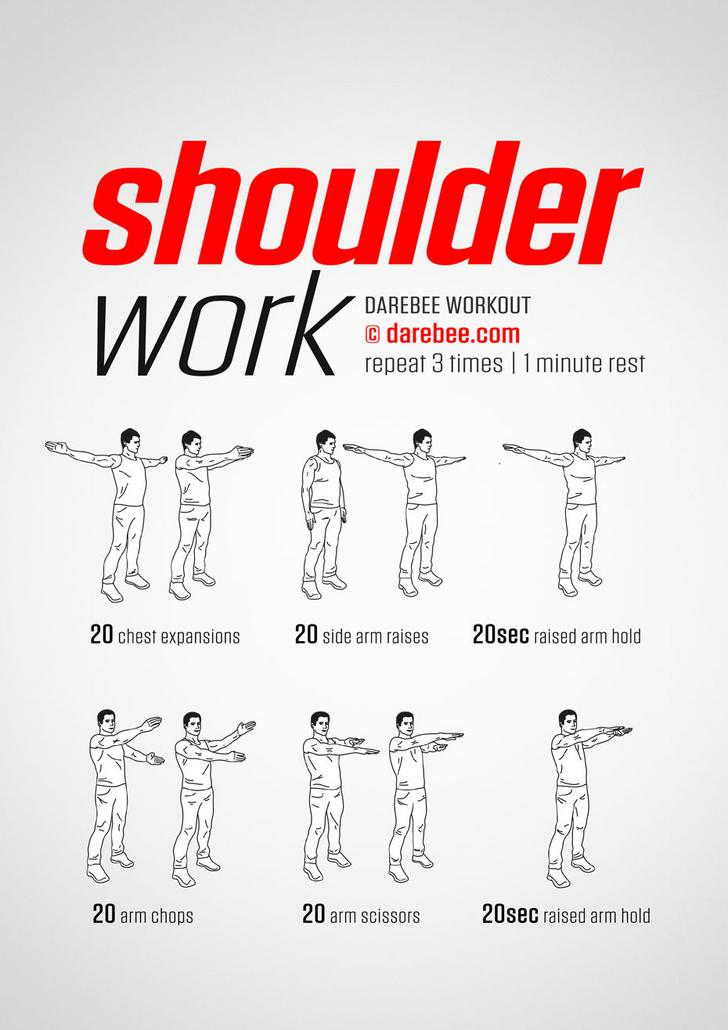 shoulder
work
DAREBEE WORKOUT
© darebee.com
repeat 3 times | 1 minute rest
20 chest expansions
20 side arm raises
20sec raised arm hold
20 arm chops
20 arm scissors
20sec raised arm hold